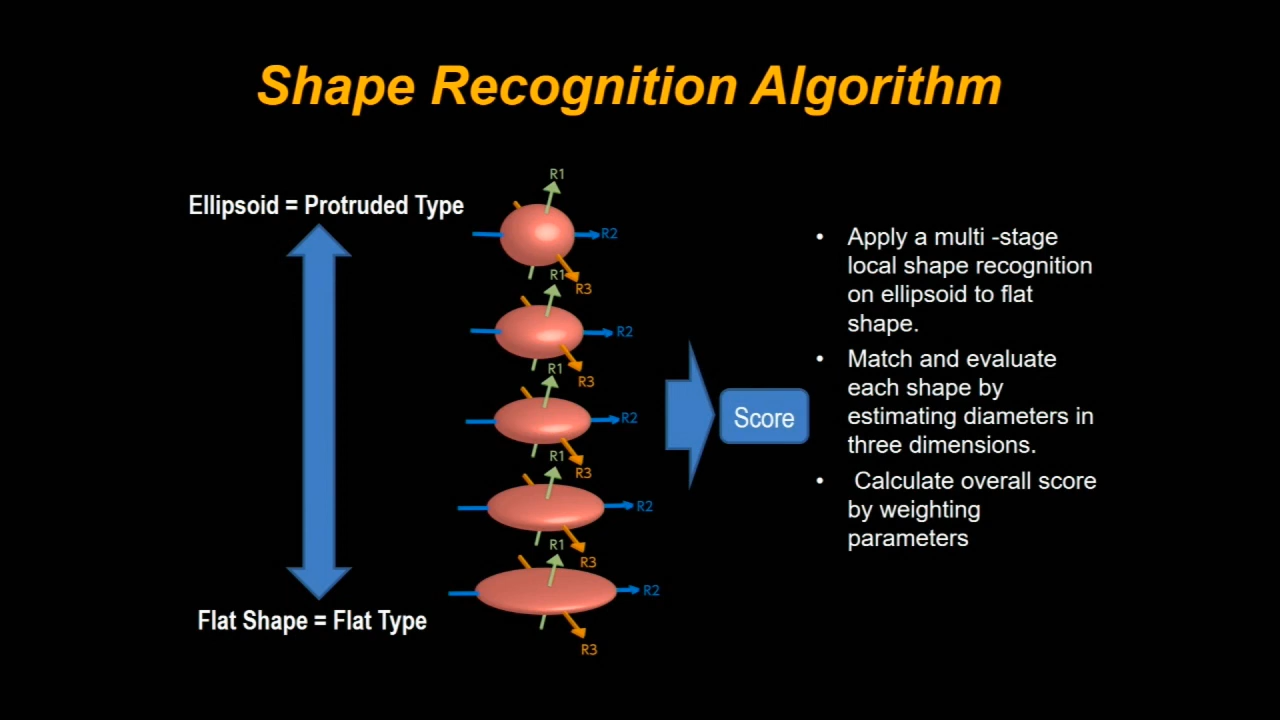 Shape Recognition Algorithm
Ellipsoid = Protruded Type
R1
R2
R3
R1
R2
R3
R1
R2
R3
R1
R2
R3
R1
R2
R3
Flat Shape = Flat Type
Score
• Apply a multi -stage
local shape recognition
on ellipsoid to flat
shape.
• Match and evaluate
each shape by
estimating diameters in
three dimensions.
• Calculate overall score
by weighting
parameters